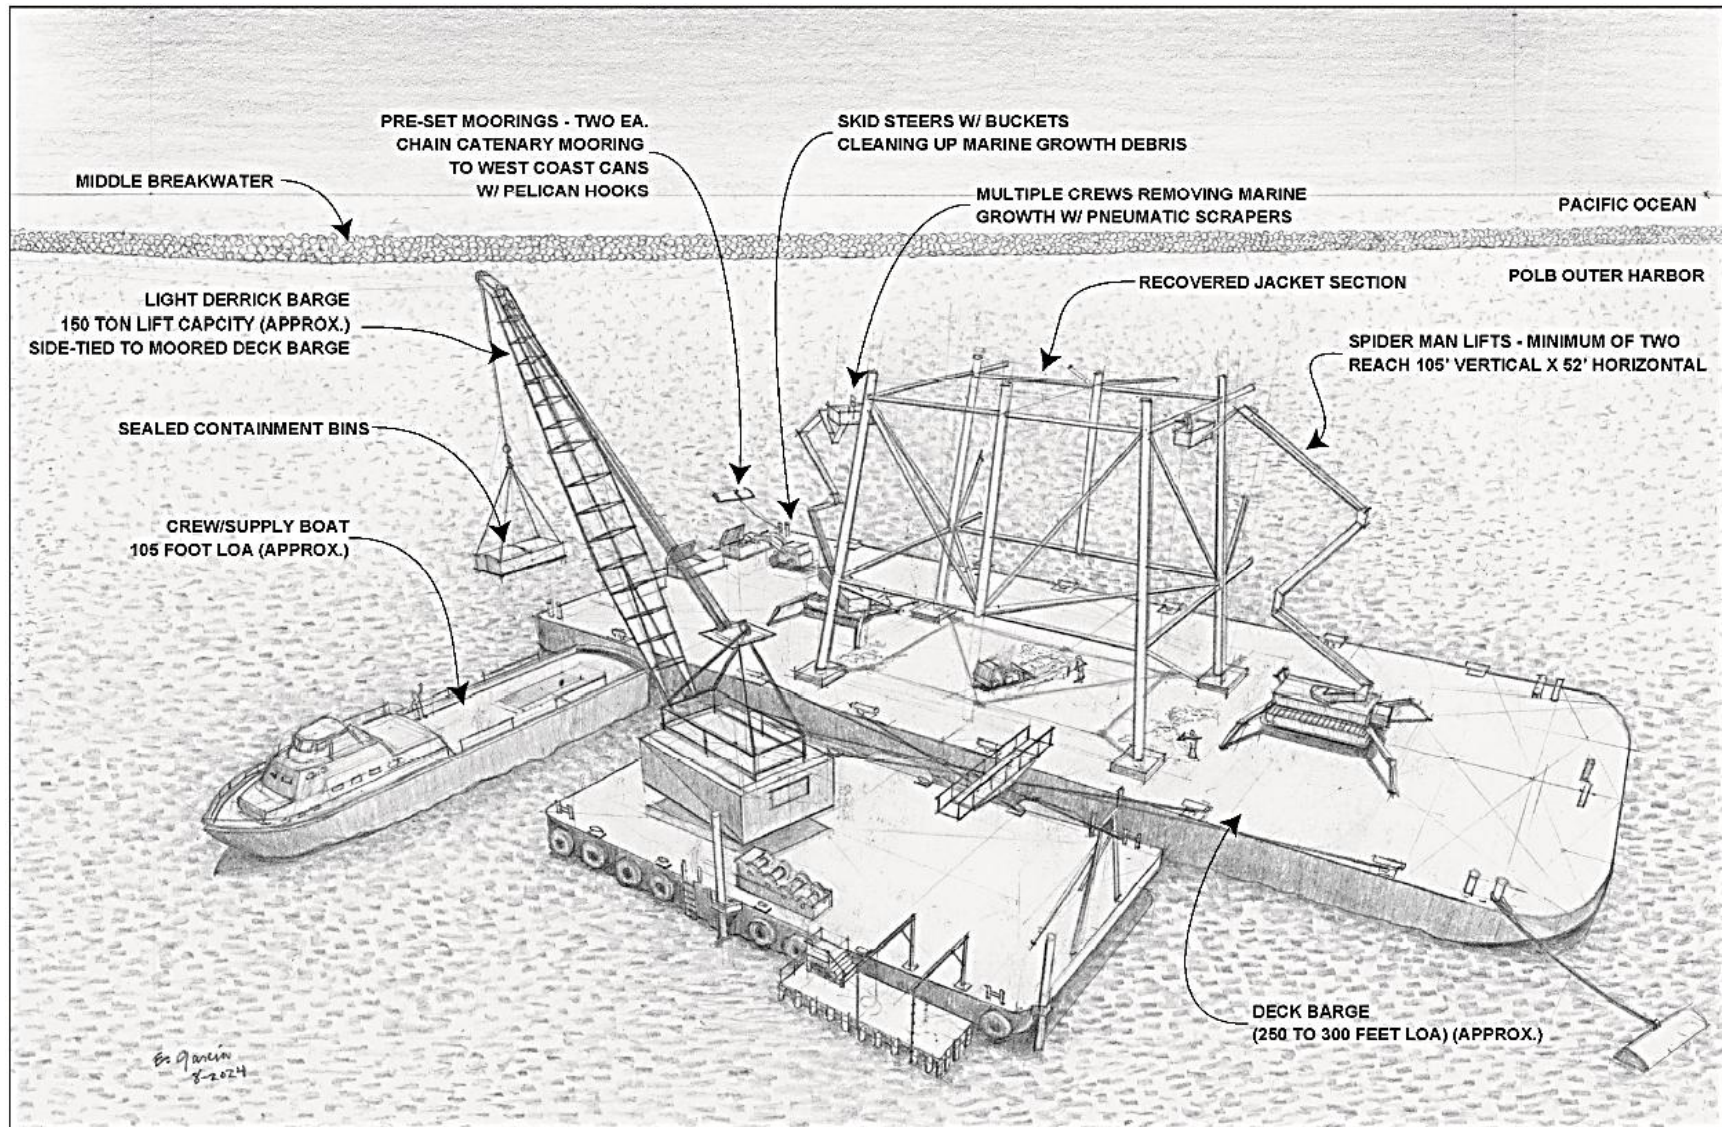 PRE-SET MOORINGS - TWO EA.
CHAIN CATENARY MOORING
TO WEST COAST CANS
W/ PELICAN HOOKS
SKID STEERS W/ BUCKETS
CLEANING UP MARINE GROWTH DEBRIS
MIDDLE BREAKWATER
MULTIPLE CREWS REMOVING MARINE
GROWTH W/ PNEUMATIC SCRAPERS
PACIFIC OCEAN
POLB OUTER HARBOR
RECOVERED JACKET SECTION
LIGHT DERRICK BARGE
150 TON LIFT CAPCITY (APPROX.)
SIDE-TIED TO MOORED DECK BARGE
SPIDER MAN LIFTS - MINIMUM OF TWO
REACH 105' VERTICAL X 52' HORIZONTAL
SEALED CONTAINMENT BINS
CREW/SUPPLY BOAT
105 FOOT LOA (APPROX.)
DECK BARGE
(250 TO 300 FEET LOA) (APPROX.)
Garcia
8-2024